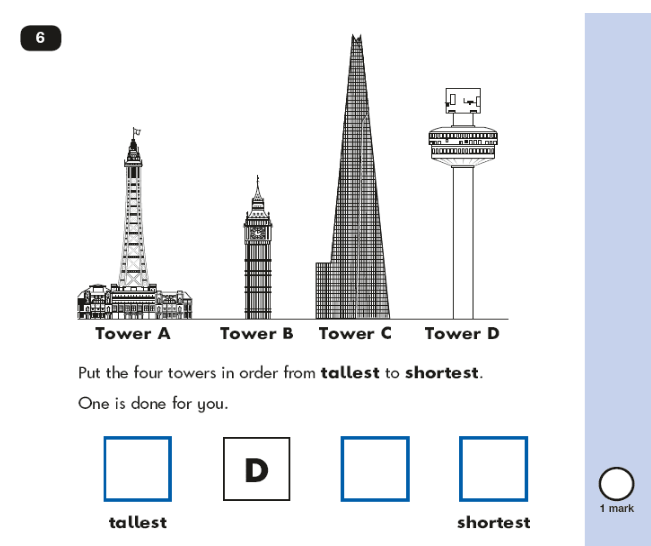 6
Tower A Tower B Tower C Tower D
Put the four towers in order from tallest to shortest.
One is done for you.
D
tallest shortest
1 mark